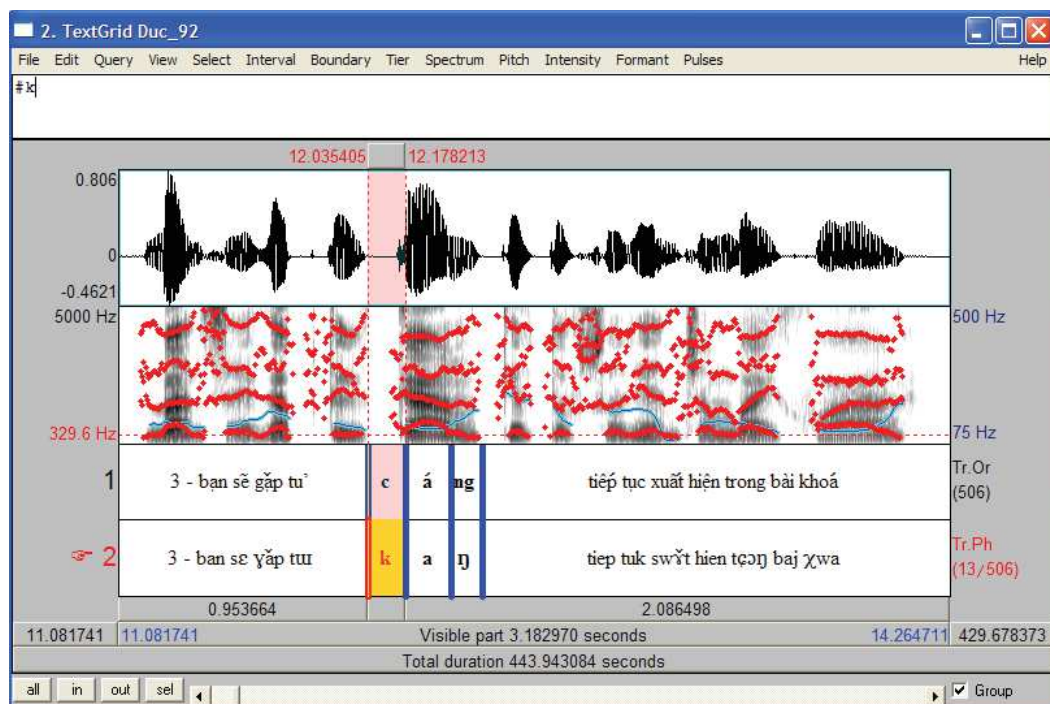 2. TextGrid Duc_92
File Edit Query View Select Interval Boundary Tier Spectrum Pitch Intensity Formant Pulses Help
#k
12.035405 12.178213
0.806
0
-0.4621
5000 Hz 500 Hz
329.6 Hz 75 Hz
1 3 - bạn sẽ gặp tư c á ng tiếp tục xuất hiện trong bài khoá Tr.Or
(506)
2 3 - ban sɛ ɣăp tɯ k a ŋ tiep tuk swɤ̆t hien tɕɔŋ baj χwa Tr.Ph
(13/506)
0.953664 2.086498
11.081741 11.081741 Visible part 3.182970 seconds 14.264711 429.678373
Total duration 443.943084 seconds
all in out sel Group